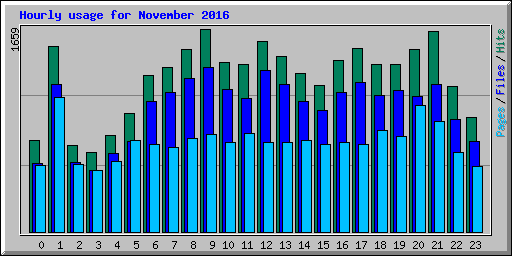 Hourly usage for November 2016
1659
Pages/Files/Hits
0 1 2 3 4 5 6 7 8 9 10 11 12 13 14 15 16 17 18 19 20 21 22 23